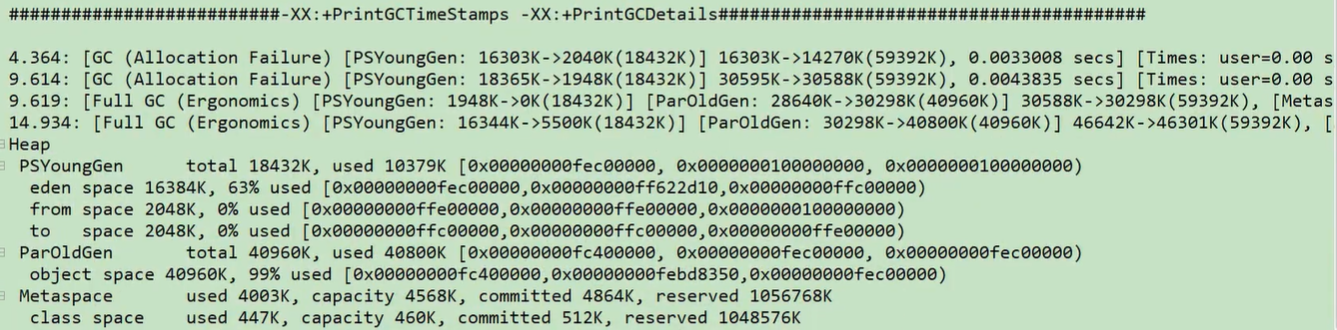 ##########################-XX:+PrintGCTimeStamps -XX:+PrintGCDetails#########################################
4.364: [GC (Allocation Failure) [PSYoungGen: 16303K->2040K(18432K)] 16303K->14270K(59392K), 0.0033008 secs] [Times: user=0.00 s
9.614: [GC (Allocation Failure) [PSYoungGen: 18365K->1948K(18432K)] 30595K->30588K(59392K), 0.0043835 secs] [Times: user=0.00 s
9.619: [Full GC (Ergonomics) [PSYoungGen: 1948K->0K(18432K)] [ParOldGen: 28640K->30298K(40960K)] 30588K->30298K(59392K), [Metas
14.934: [Full GC (Ergonomics) [PSYoungGen: 16344K->5500K(18432K)] [ParOldGen: 30298K->40800K(40960K)] 46642K->46301K(59392K), [
Heap
PSYoungGen      total 18432K, used 10379K [0x00000000fec00000, 0x0000000100000000, 0x0000000100000000)
eden space 16384K, 63% used [0x00000000fec00000,0x00000000ff622d10,0x00000000ffc00000)
from space 2048K, 0% used [0x00000000ffe00000,0x00000000ffe00000,0x0000000100000000)
to   space 2048K, 0% used [0x00000000ffc00000,0x00000000ffc00000,0x00000000ffe00000)
ParOldGen       total 40960K, used 40800K [0x00000000fc400000, 0x00000000fec00000, 0x00000000fec00000)
object space 40960K, 99% used [0x00000000fc400000,0x00000000febd8350,0x00000000fec00000)
Metaspace       used 4003K, capacity 4568K, committed 4864K, reserved 1056768K
class space    used 447K, capacity 460K, committed 512K, reserved 1048576K